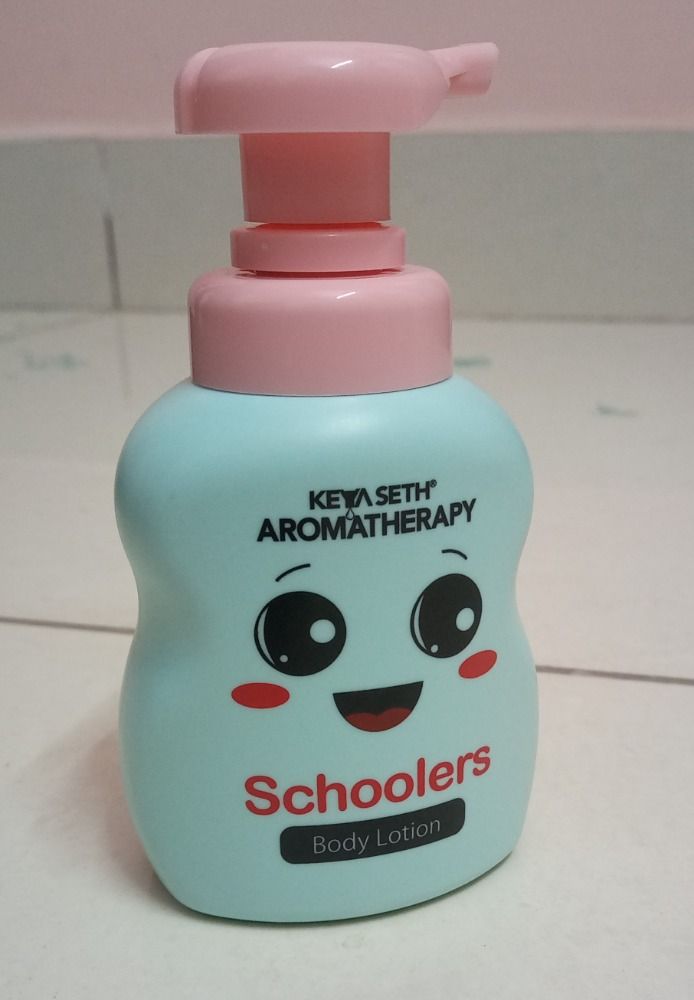 KEYA SETH®
AROMATHERAPY
Schoolers
Body Lotion